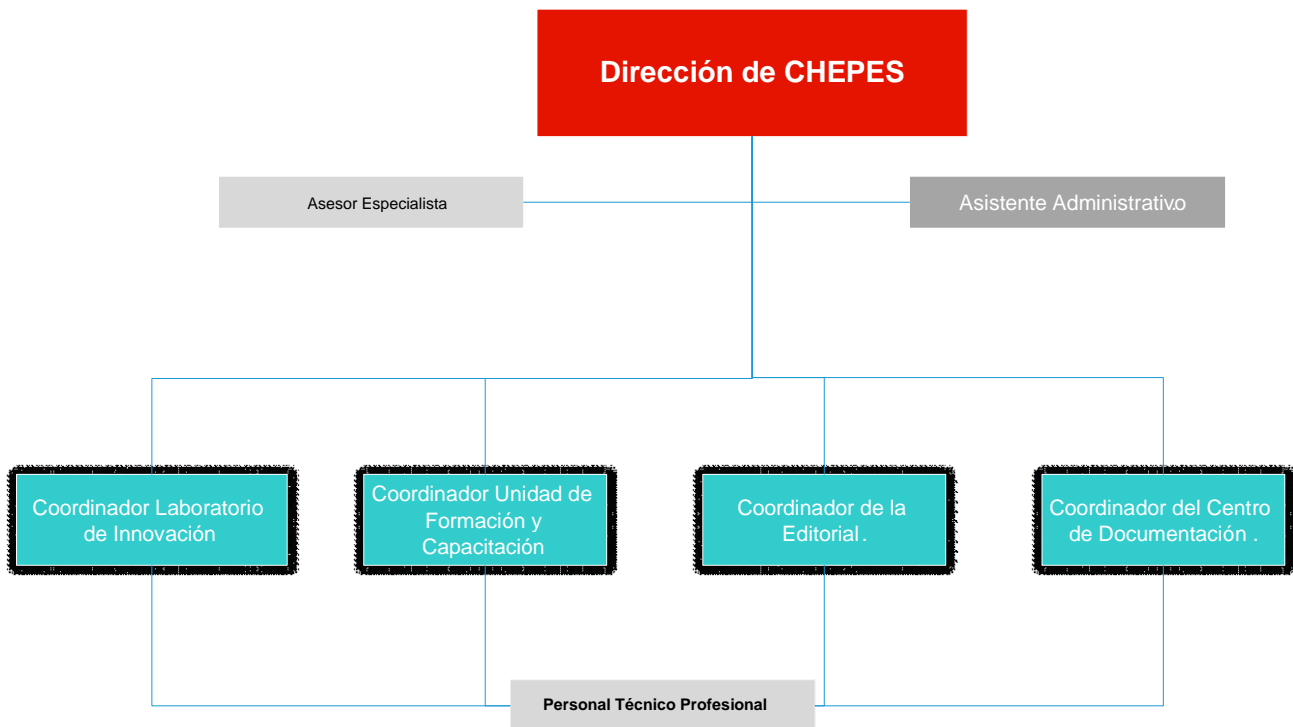 Dirección de CHEPES
Asesor Especialista
Asistente Administrativo
Coordinador Laboratorio
de Innovación
Coordinador Unidad de
Formación y
Capacitación
Coordinador de la
Editorial.
Coordinador del Centro
de Documentación .
Personal Técnico Profesional